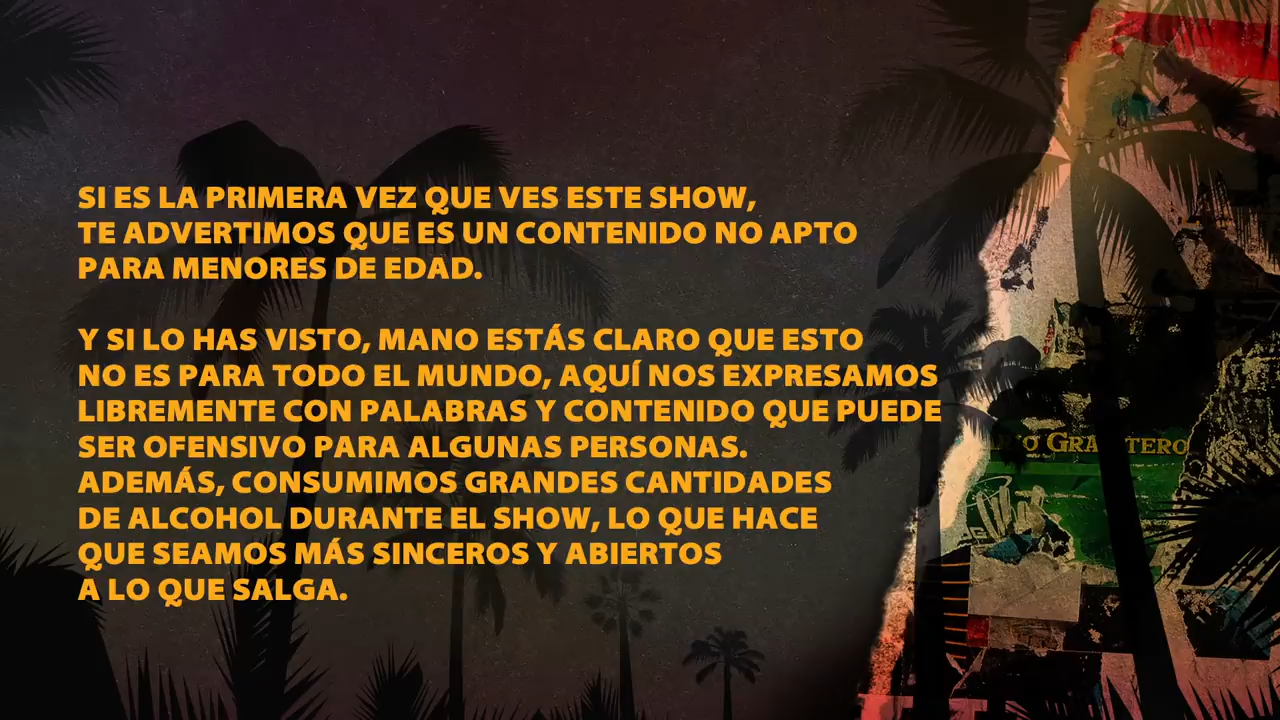 SI ES LA PRIMERA VEZ QUE VES ESTE SHOW,
TE ADVERTIMOS QUE ES UN CONTENIDO NO APTO
PARA MENORES DE EDAD.
Y SI LO HAS VISTO, MANO ESTÁS CLARO QUE ESTO
NO ES PARA TODO EL MUNDO, AQUÍ NOS EXPRESAMOS
LIBREMENTE CON PALABRAS Y CONTENIDO QUE PUEDE
SER OFENSIVO PARA ALGUNAS PERSONAS.
ADEMÁS, CONSUMIMOS GRANDES CANTIDADES
DE ALCOHOL DURANTE EL SHOW, LO QUE HACE
QUE SEAMOS MÁS SINCEROS Y ABIERTOS
A LO QUE SALGA.